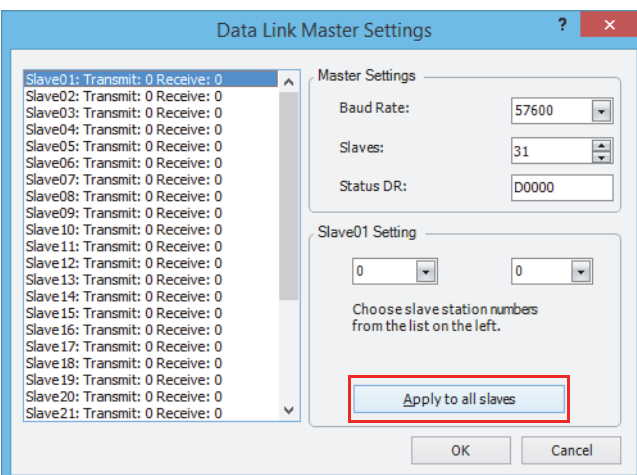 Data Link Master Settings
?
×
Slave01: Transmit: 0 Receive: 0
Slave02: Transmit: 0 Receive: 0
Slave03: Transmit: 0 Receive: 0
Slave04: Transmit: 0 Receive: 0
Slave05: Transmit: 0 Receive: 0
Slave06: Transmit: 0 Receive: 0
Slave07: Transmit: 0 Receive: 0
Slave08: Transmit: 0 Receive: 0
Slave09: Transmit: 0 Receive: 0
Slave10: Transmit: 0 Receive: 0
Slave11: Transmit: 0 Receive: 0
Slave12: Transmit: 0 Receive: 0
Slave13: Transmit: 0 Receive: 0
Slave14: Transmit: 0 Receive: 0
Slave15: Transmit: 0 Receive: 0
Slave16: Transmit: 0 Receive: 0
Slave17: Transmit: 0 Receive: 0
Slave18: Transmit: 0 Receive: 0
Slave19: Transmit: 0 Receive: 0
Slave20: Transmit: 0 Receive: 0
Slave21: Transmit: 0 Receive: 0
Master Settings
Baud Rate: 57600
Slaves: 31
Status DR: D0000
Slave01 Setting
0 0
Choose slave station numbers
from the list on the left.
Apply to all slaves
OK Cancel